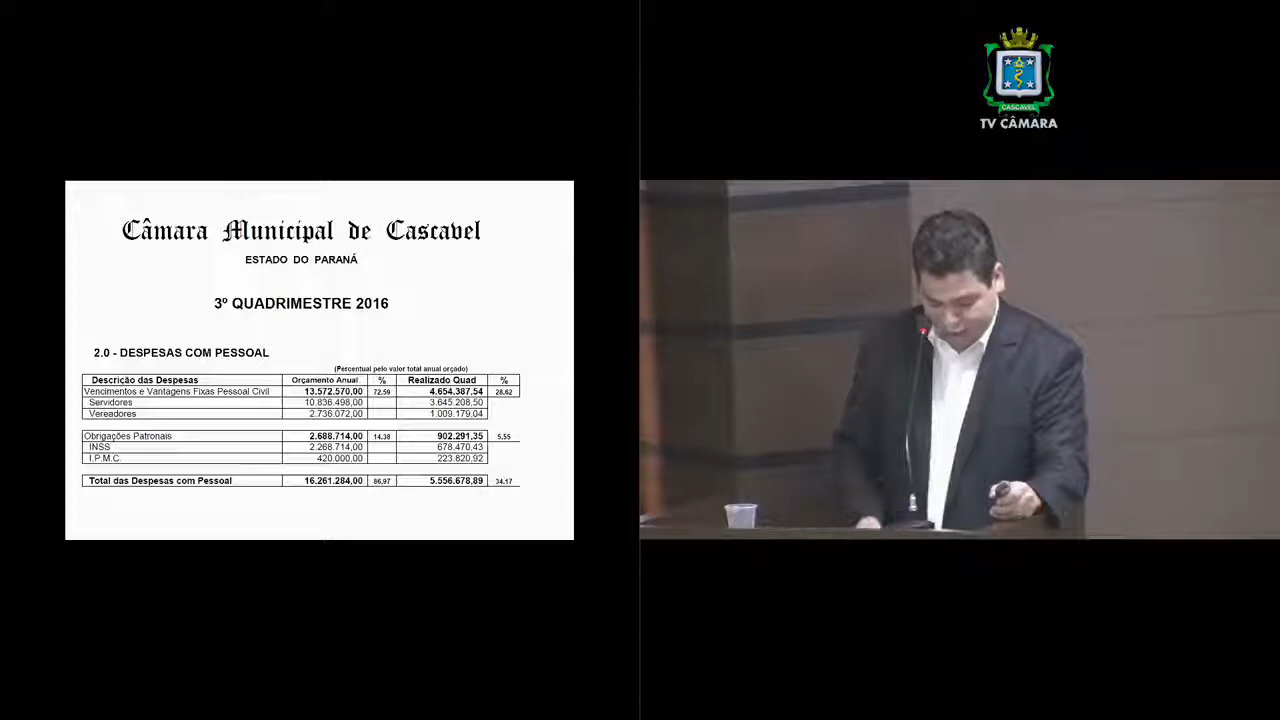 Câmara Municipal de Cascavel
ESTADO DO PARANÁ
3º QUADRIMESTRE 2016
2.0 - DESPESAS COM PESSOAL
(Percentual pelo valor total anual orçado)
Descrição das Despesas Orçamento Anual % Realizado Quad %
Vencimentos e Vantagens Fixas Pessoal Civil 13.572.570,00 72,59 4.654.387,54 28,62
Servidores 10.836.498,00 3.645.208,50
Vereadores 2.736.072,00 1.009.179,04
Obrigações Patronais 2.688.714,00 14,38 902.291,35 5,55
INSS 2.268.714,00 678.470,43
I.P.M.C. 420.000,00 223.820,92
Total das Despesas com Pessoal 16.261.284,00 86,97 5.556.678,89 34,17
CASCAVEL
TV CÂMARA